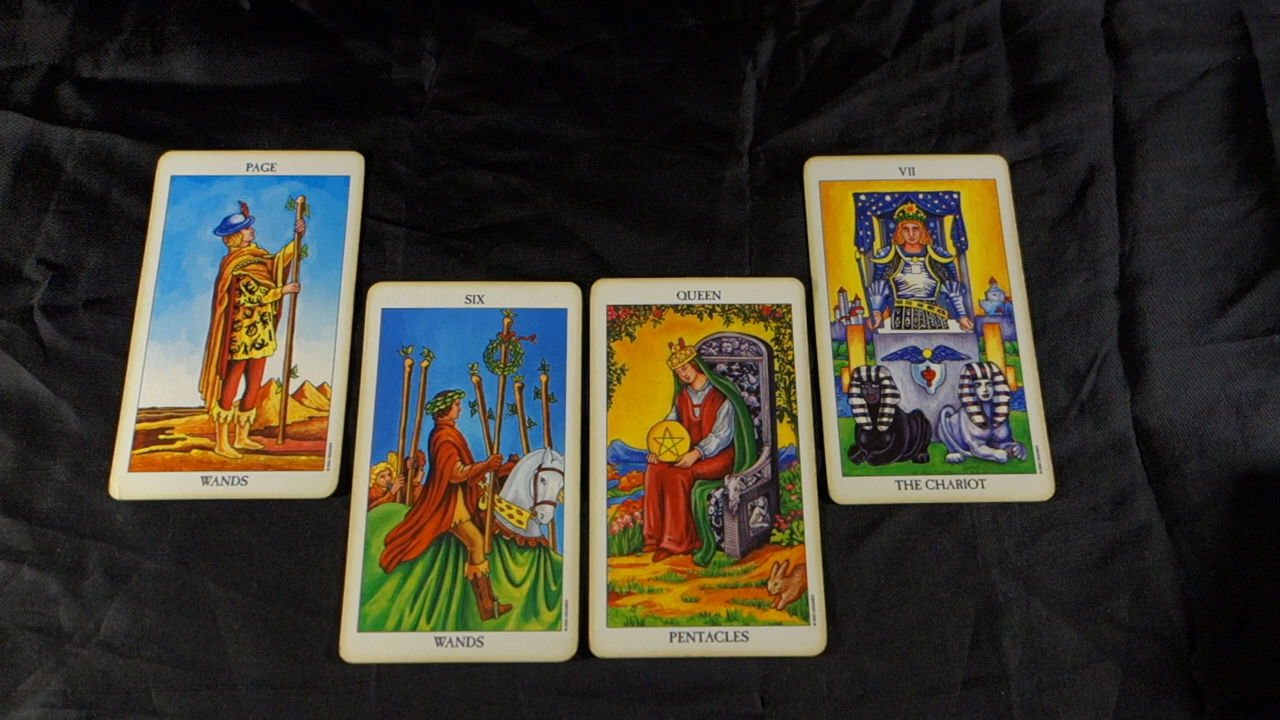 PAGE
WANDS
SIX
WANDS
QUEEN
PENTACLES
VII
THE CHARIOT